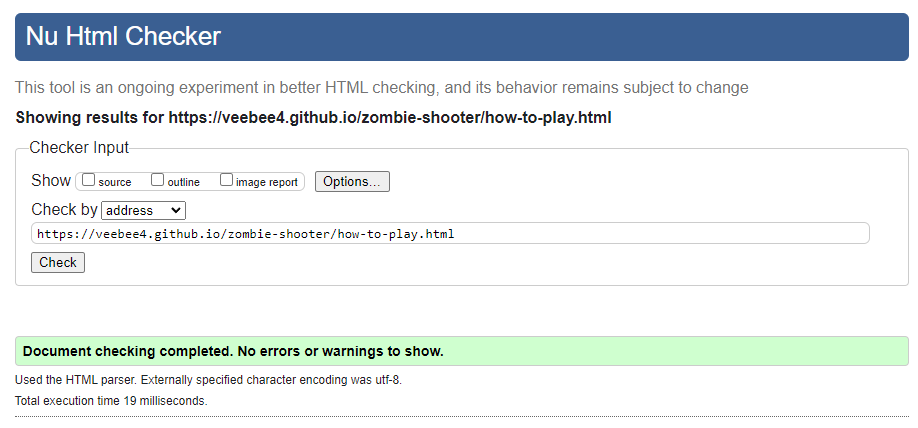 Nu Html Checker
This tool is an ongoing experiment in better HTML checking, and its behavior remains subject to change
Showing results for https://veebee4.github.io/zombie-shooter/how-to-play.html
Checker Input
Show source outline image report Options...
Check by address
https://veebee4.github.io/zombie-shooter/how-to-play.html
Check
Document checking completed. No errors or warnings to show.
Used the HTML parser. Externally specified character encoding was utf-8.
Total execution time 19 milliseconds.